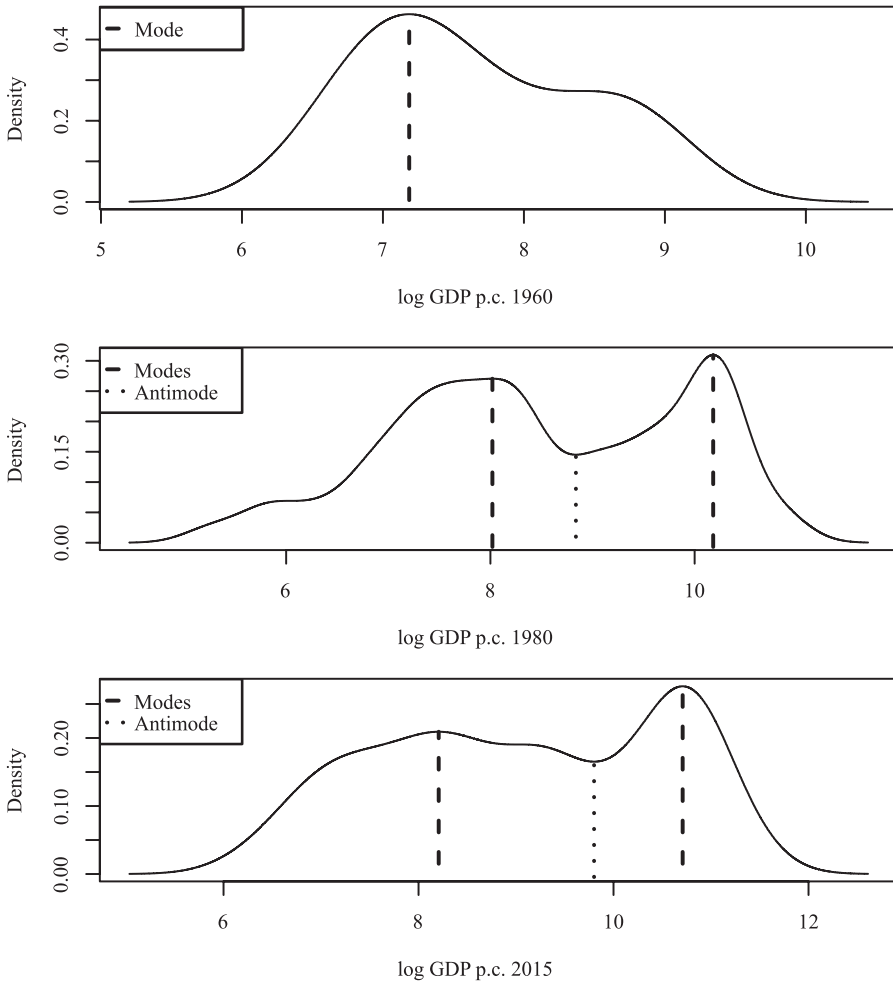 Mode
Density
0.0 0.2 0.4
5 6 7 8 9 10
log GDP p.c. 1960
Modes
Antimode
Density
0.00 0.15 0.30
6 8 10
log GDP p.c. 1980
Modes
Antimode
Density
0.00 0.10 0.20
6 8 10 12
log GDP p.c. 2015